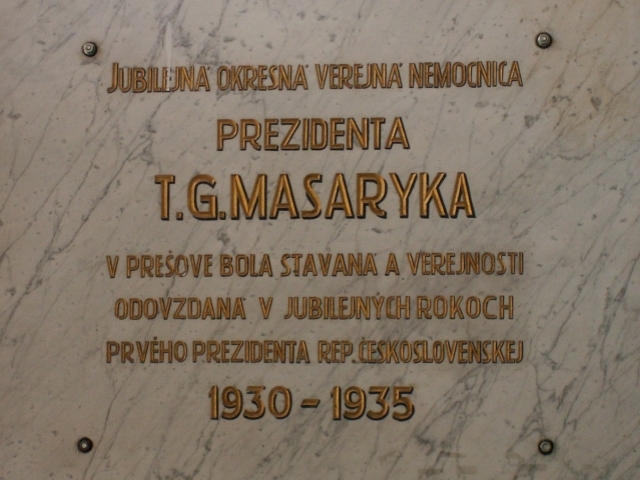 JUBILEJNÁ OKRESNÁ VEREJNÁ NEMOCNICA
PREZIDENTA
T.G.MASARYKA
V PREŠOVE BOLA STAVANÁ A VEREJNOSTI
ODOVZDANÁ V JUBILEJNÝCH ROKOCH
PRVÉHO PREZIDENTA REP.ČESKOSLOVENSKEJ
1930 - 1935